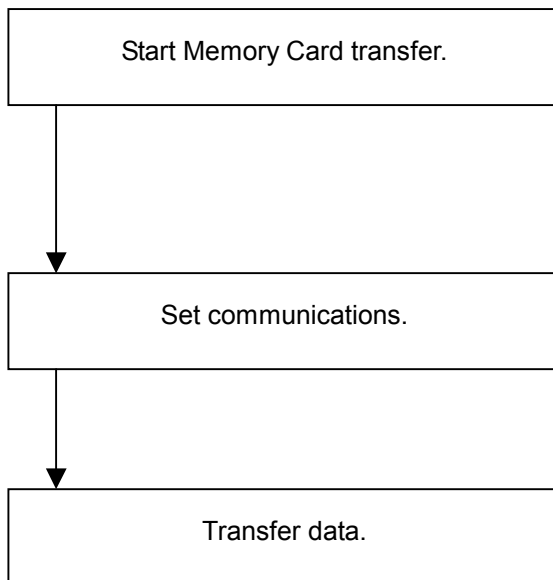 Start Memory Card transfer.
Set communications.
Transfer data.